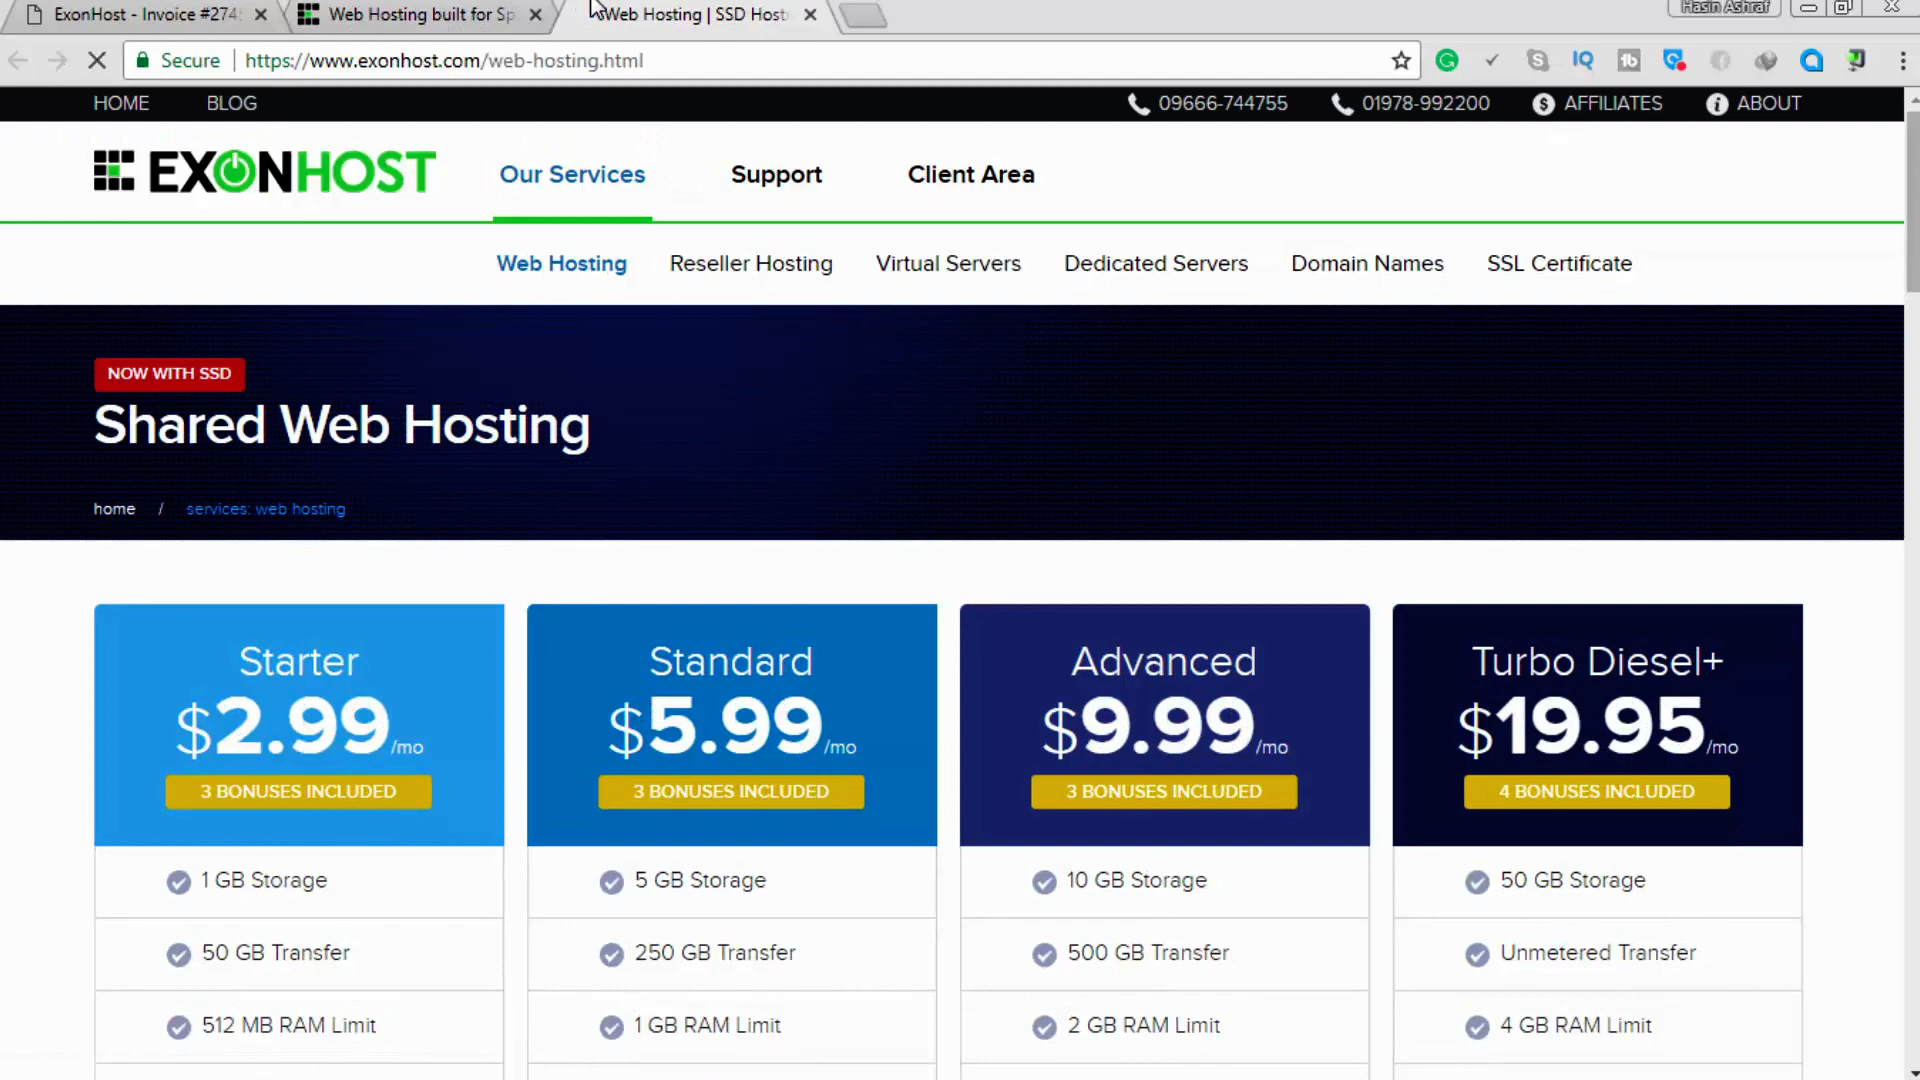 ExonHost - Invoice #274
Web Hosting built for Sp
Web Hosting | SSD Host
Hasin Ashraf
Secure | https://www.exonhost.com/web-hosting.html
HOME BLOG 09666-744755 01978-992200 AFFILIATES ABOUT
EXONHOST Our Services Support Client Area
Web Hosting Reseller Hosting Virtual Servers Dedicated Servers Domain Names SSL Certificate
NOW WITH SSD
Shared Web Hosting
home / services: web hosting
Starter
$2.99/mo
3 BONUSES INCLUDED
1 GB Storage
50 GB Transfer
512 MB RAM Limit
Standard
$5.99/mo
3 BONUSES INCLUDED
5 GB Storage
250 GB Transfer
1 GB RAM Limit
Advanced
$9.99/mo
3 BONUSES INCLUDED
10 GB Storage
500 GB Transfer
2 GB RAM Limit
Turbo Diesel+
$19.95/mo
4 BONUSES INCLUDED
50 GB Storage
Unmetered Transfer
4 GB RAM Limit